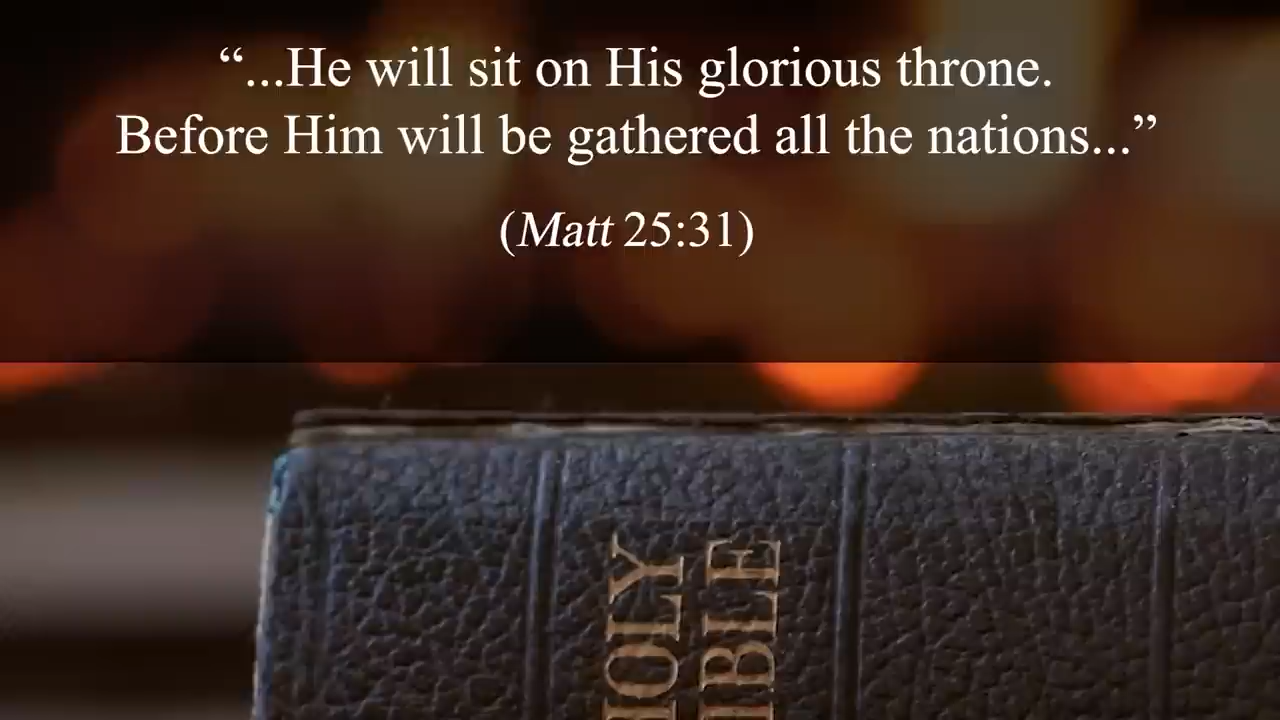 “...He will sit on His glorious throne.
Before Him will be gathered all the nations...”
(Matt 25:31)
HOLY
BIBLE